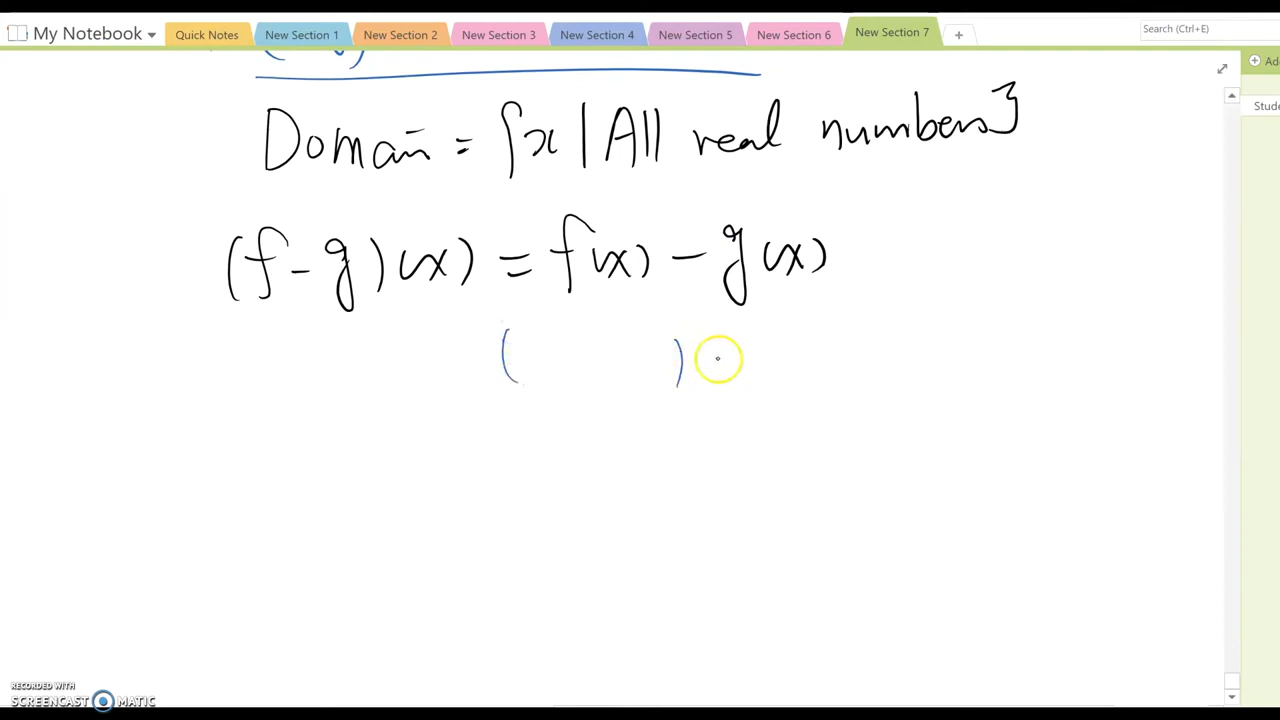 My Notebook
Quick Notes
New Section 1
New Section 2
New Section 3
New Section 4
New Section 5
New Section 6
New Section 7
Search (Ctrl+E)
Domain = {x | All real numbers}
(f - g)(x) = f(x) - g(x)
( )
RECORDED WITH
SCREENCAST MATIC